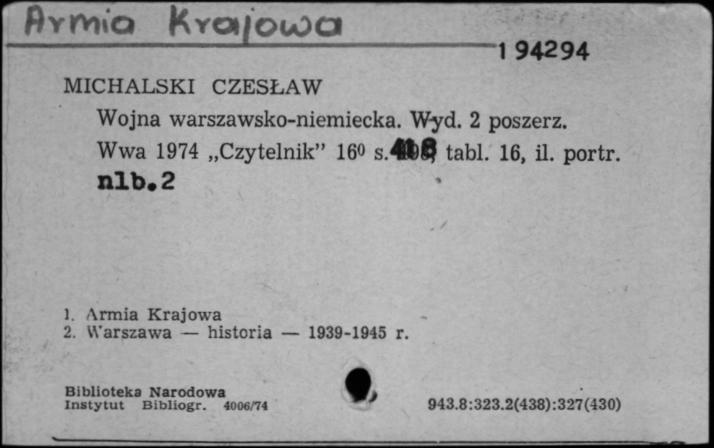 Armia Krajowa
194294
MICHALSKI CZESŁAW
Wojna warszawsko-niemiecka. Wyd. 2 poszerz.
Wwa 1974 „Czytelnik” 16⁰ s. 418, tabl. 16, il. portr.
nlb.2
1. Armia Krajowa
2. Warszawa — historia — 1939-1945 r.
Biblioteka Narodowa
Instytut Bibliogr. 4006/74
943.8:323.2(438):327(430)